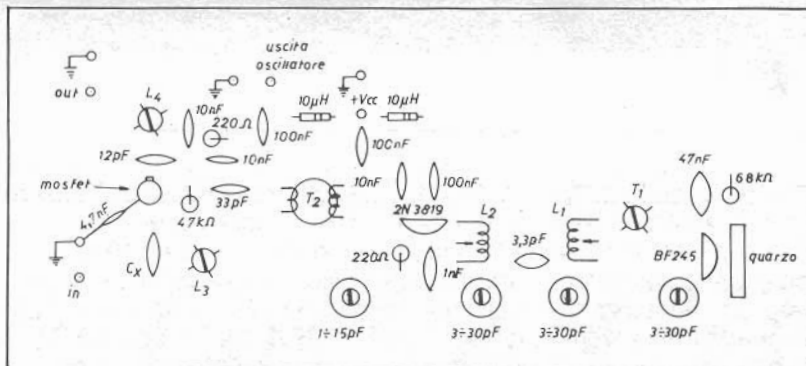 uscita
oscillatore
out
L4
10nF
220Ω
100nF
10µH
+Vcc
10µH
100nF
12pF
10nF
mosfet
4,7nF
47kΩ
33pF
T2
10nF
100nF
2N3819
L2
L1
T1
47nF
68kΩ
3,3pF
BF245
quarzo
220Ω
1nF
Cx
L3
in
1÷15pF
3÷30pF
3÷30pF
3÷30pF